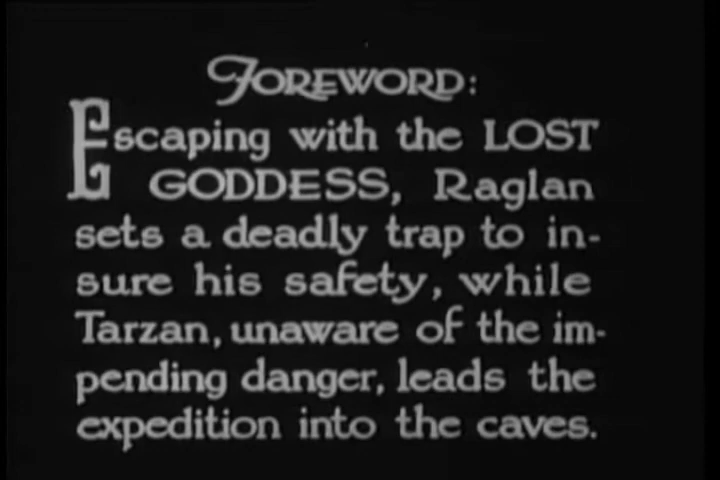 FOREWORD:
Escaping with the LOST
GODDESS, Raglan
sets a deadly trap to in-
sure his safety, while
Tarzan, unaware of the im-
pending danger, leads the
expedition into the caves.